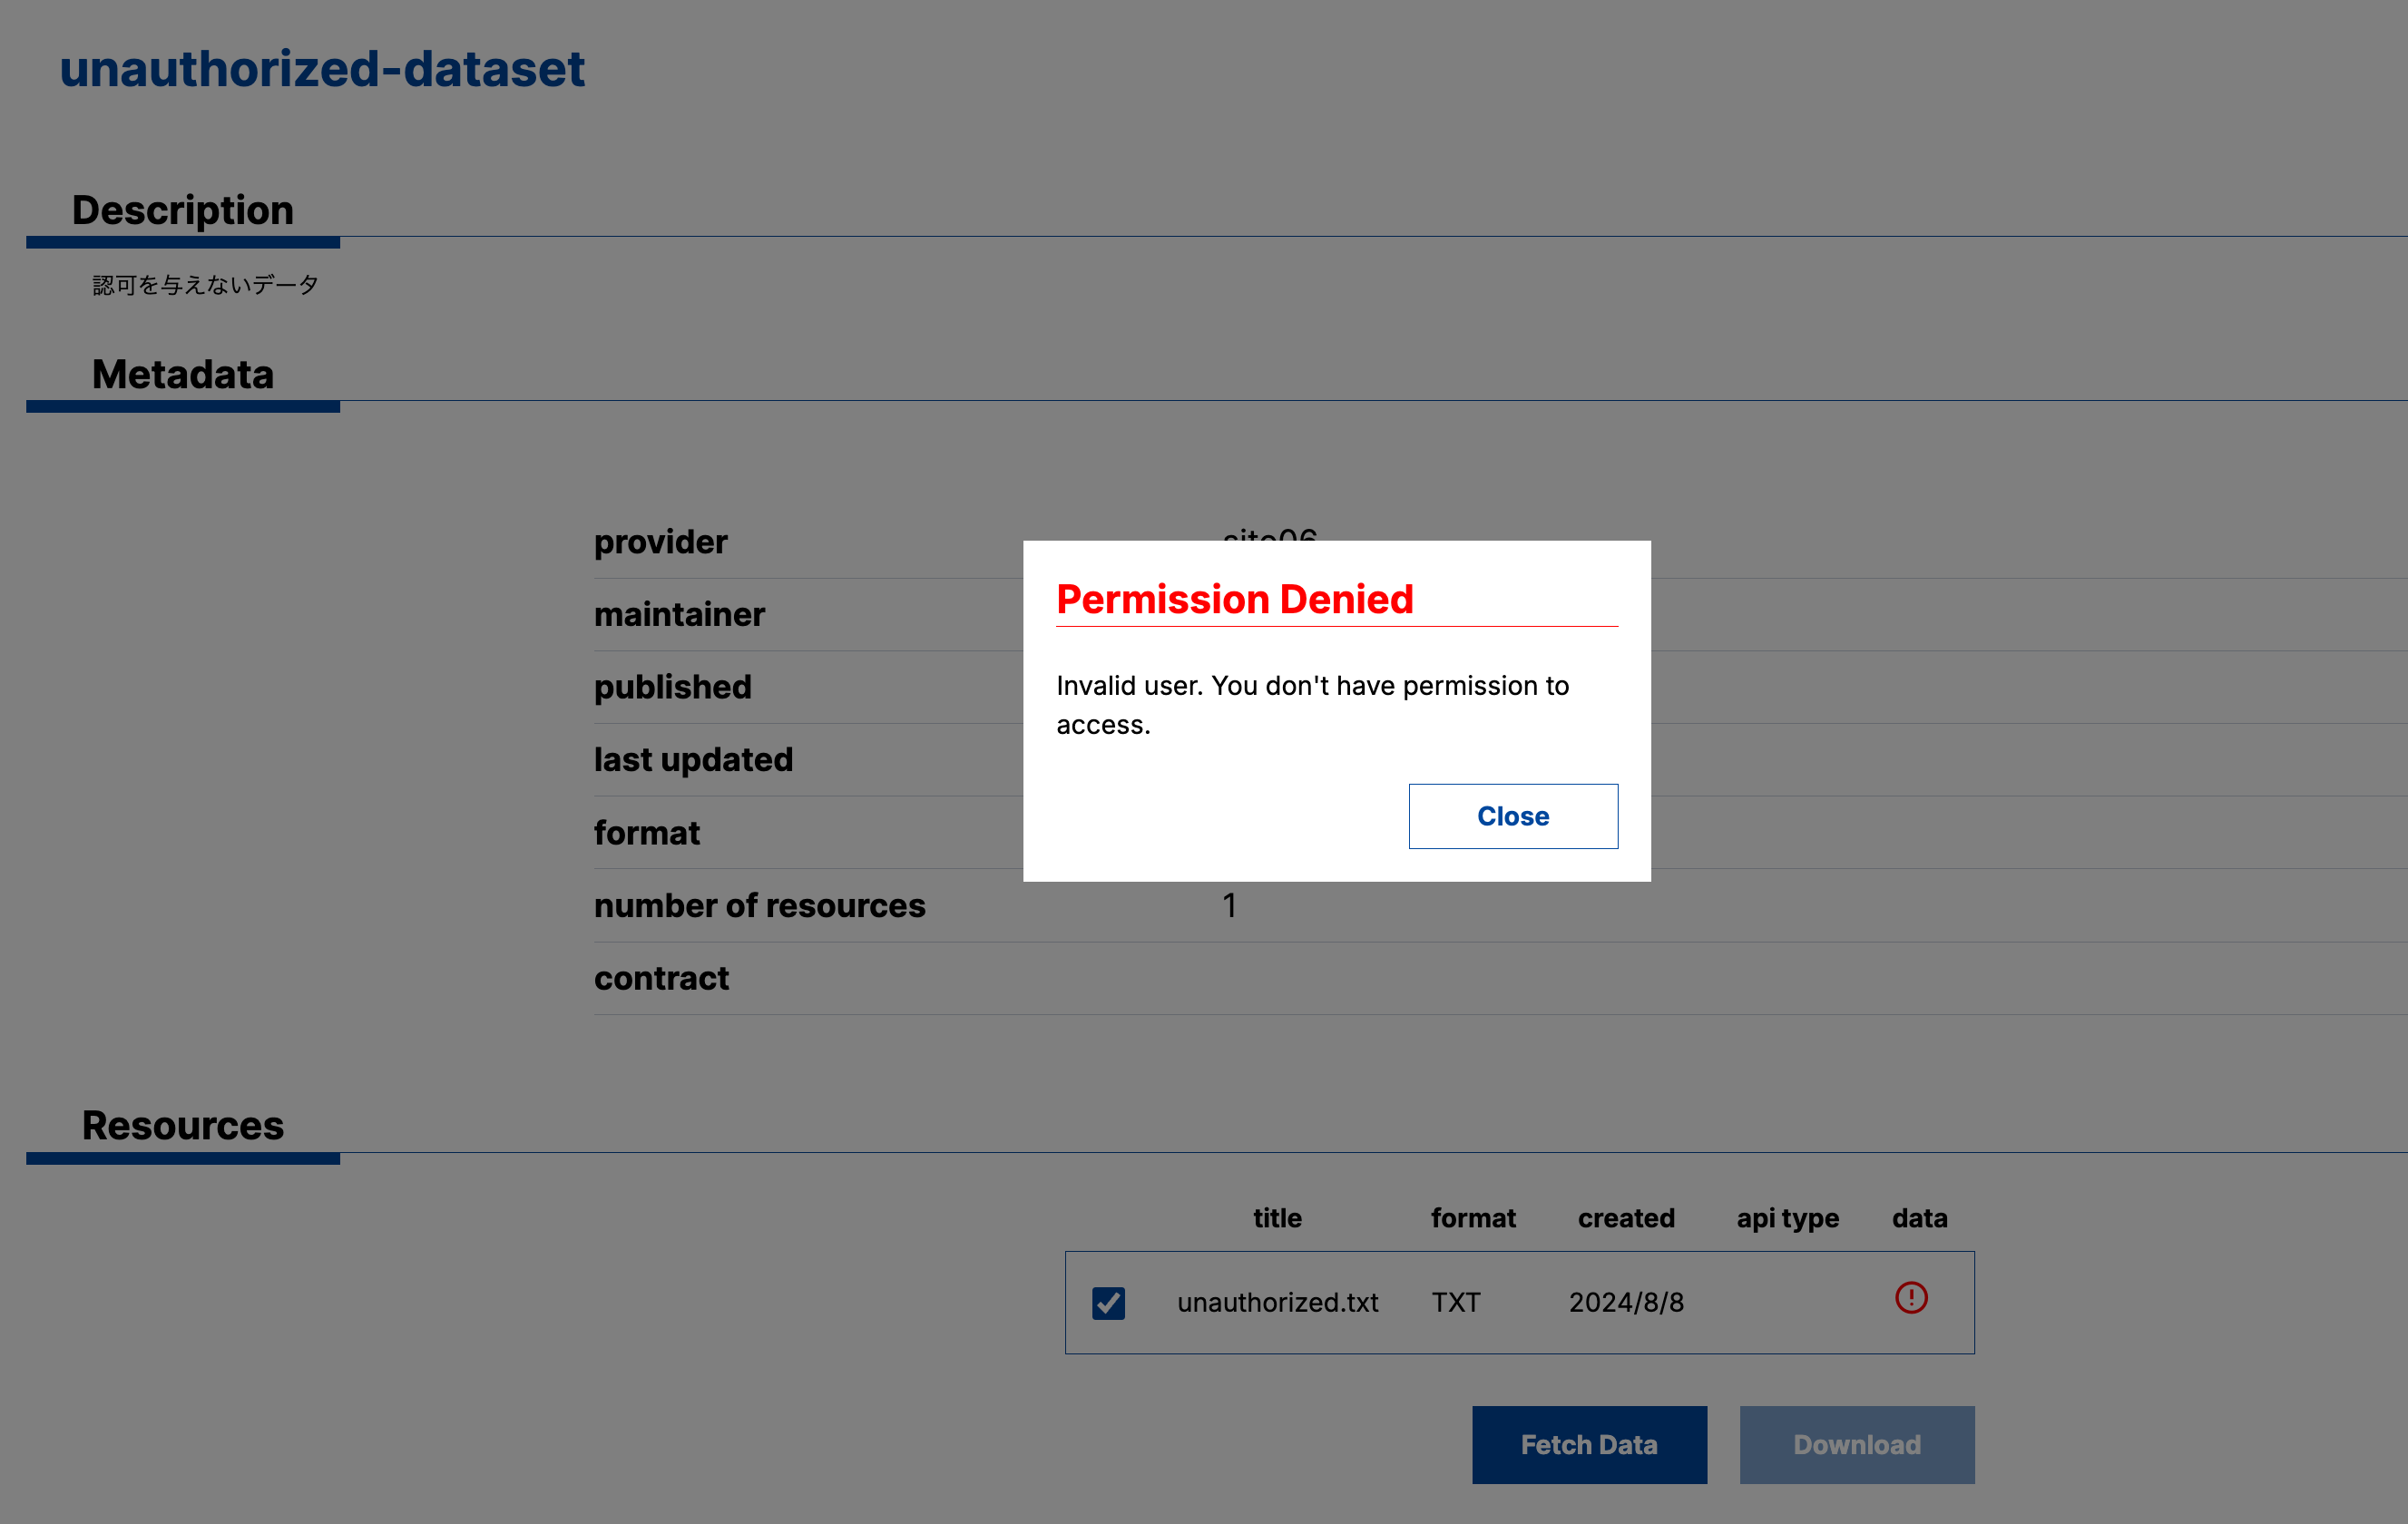 unauthorized-dataset
Description
認可を与えないデータ
Metadata
provider
Permission Denied
maintainer
Invalid user. You don't have permission to
access.
published
last updated
Close
format
number of resources 1
contract
Resources
title format created api type data
unauthorized.txt TXT 2024/8/8
Fetch Data Download